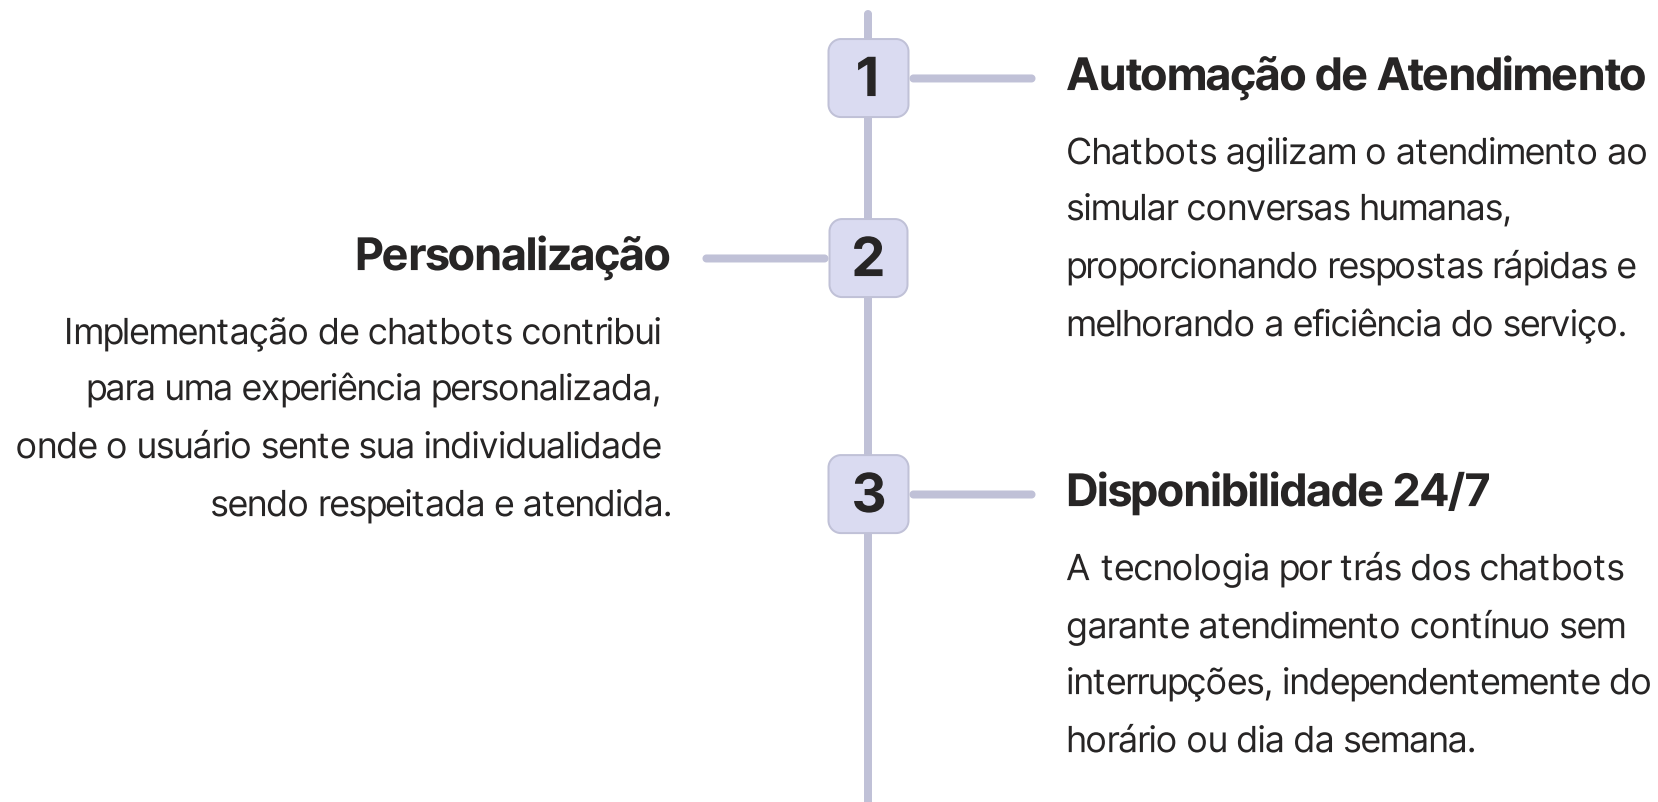 1
Automação de Atendimento
Chatbots agilizam o atendimento ao
simular conversas humanas,
proporcionando respostas rápidas e
melhorando a eficiência do serviço.
2
Personalização
Implementação de chatbots contribui
para uma experiência personalizada,
onde o usuário sente sua individualidade
sendo respeitada e atendida.
3
Disponibilidade 24/7
A tecnologia por trás dos chatbots
garante atendimento contínuo sem
interrupções, independentemente do
horário ou dia da semana.